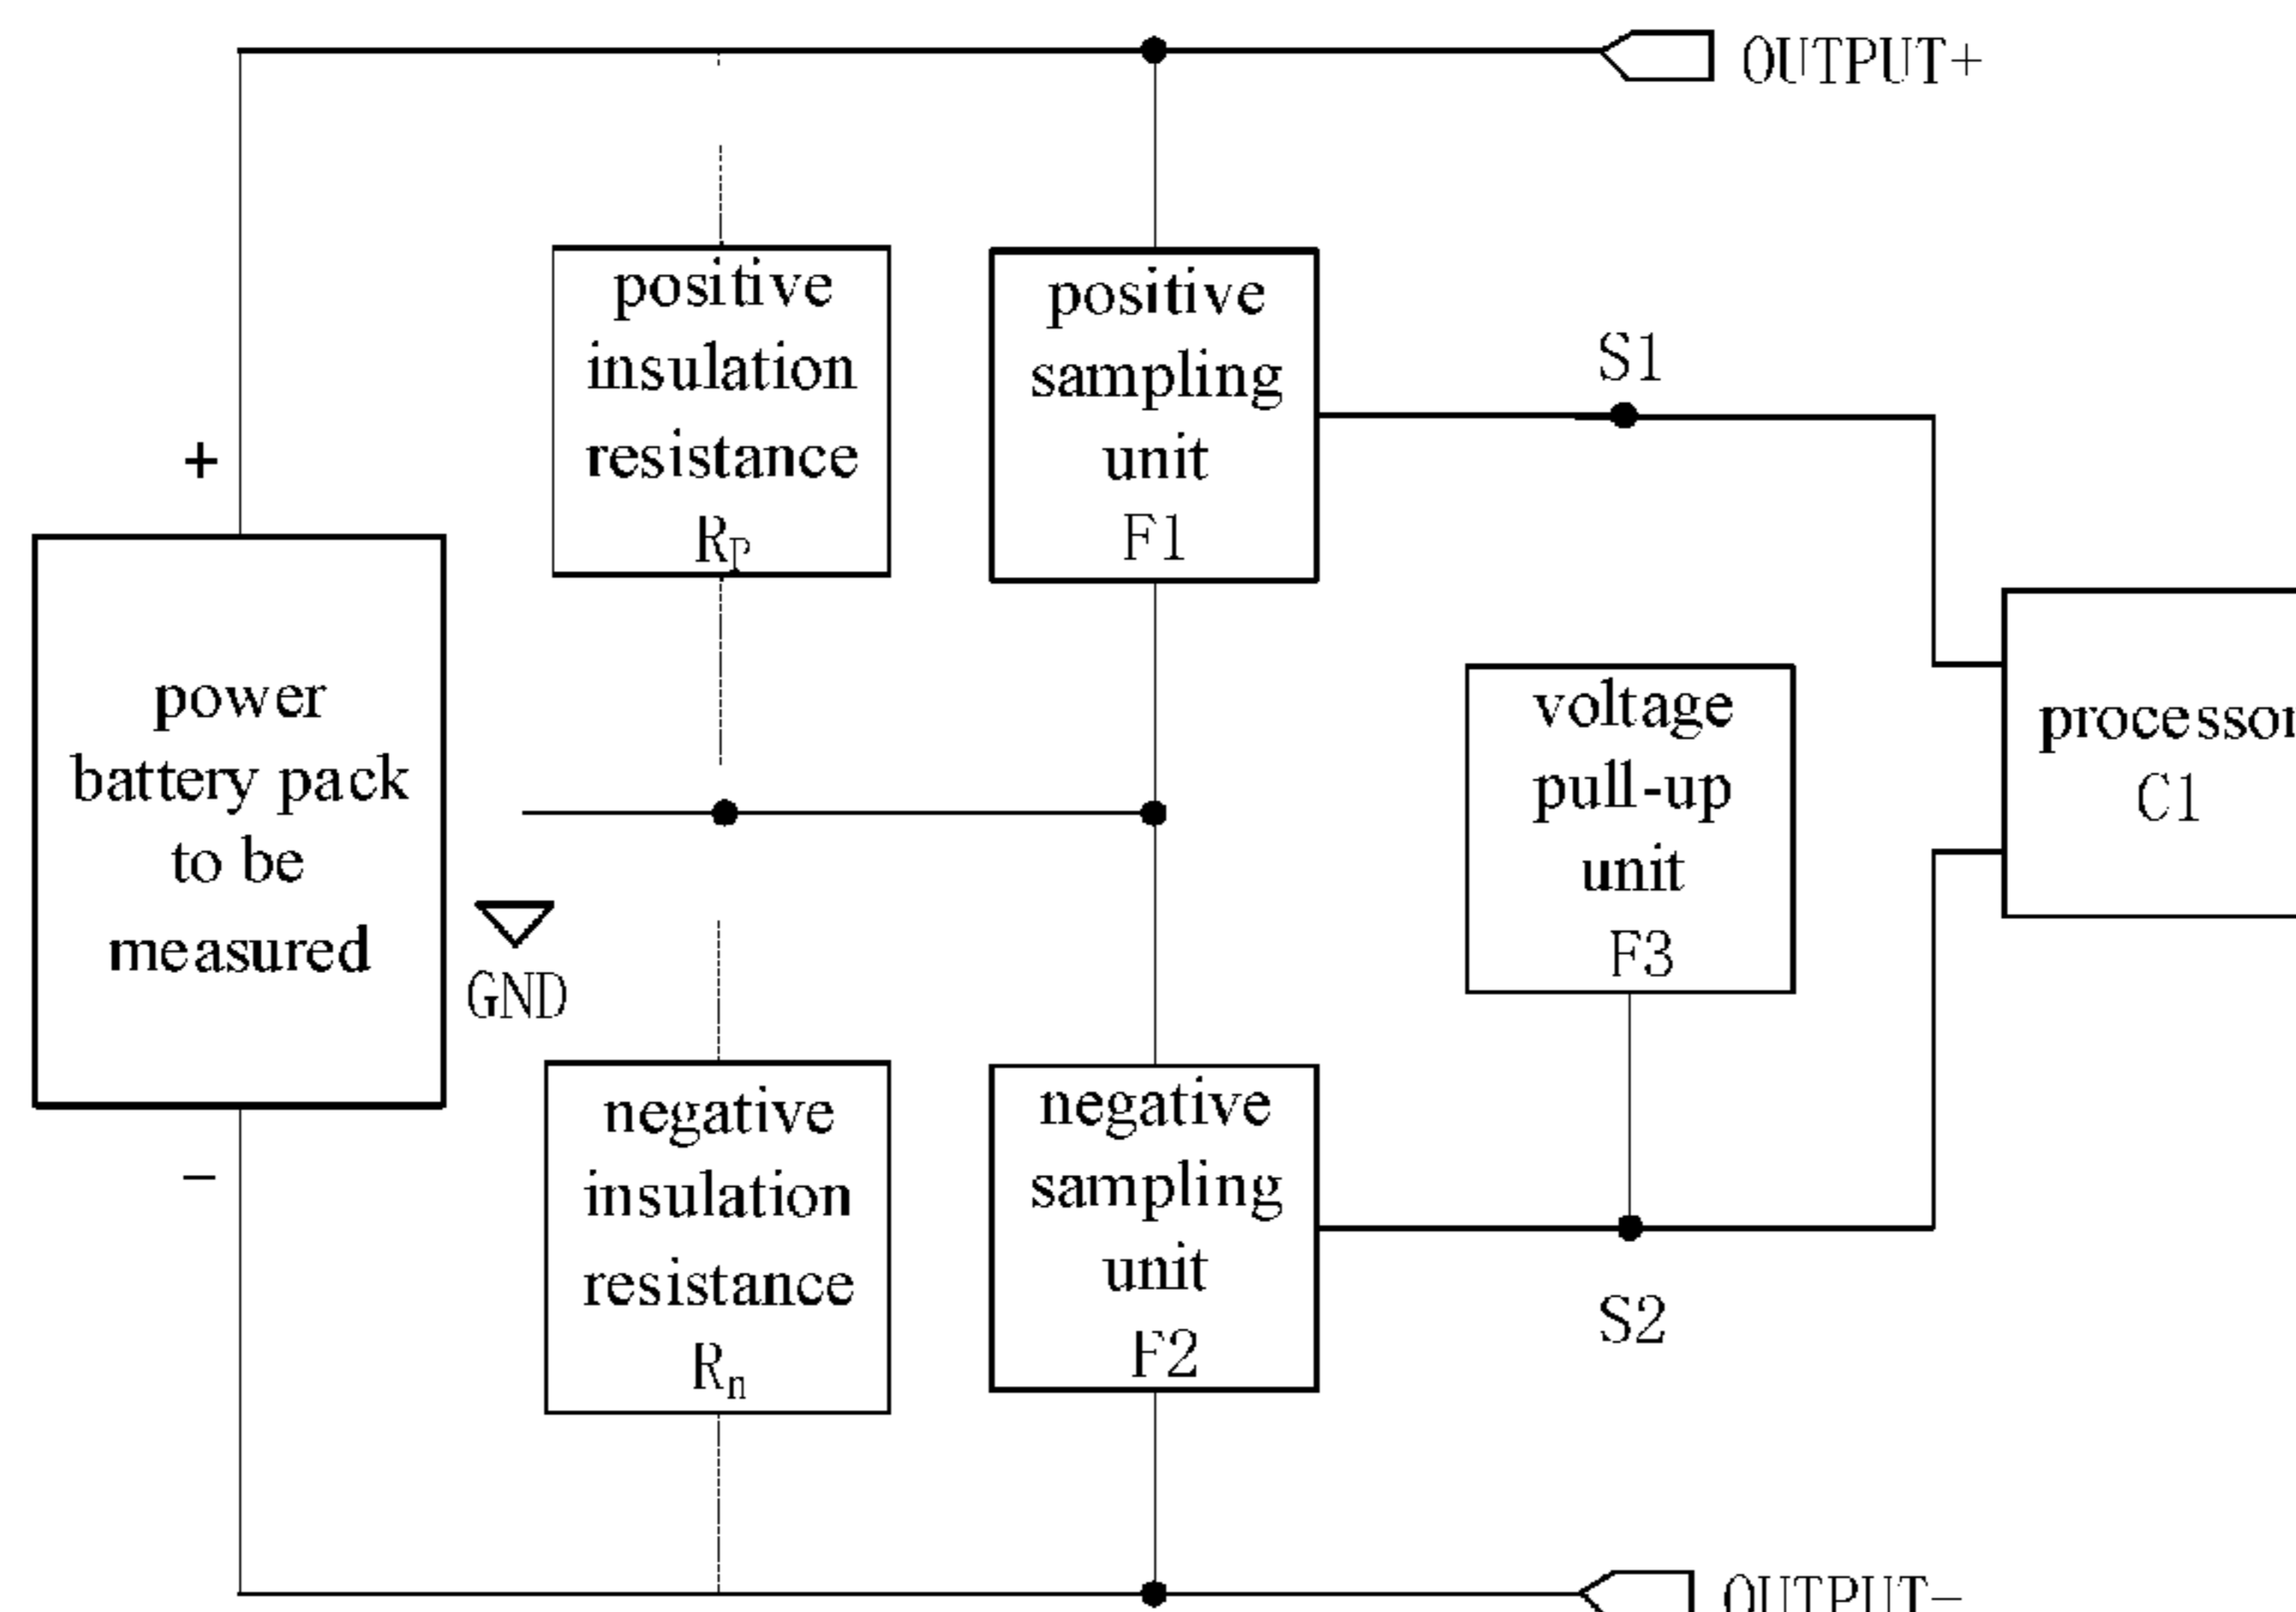 OUTPUT+
positive
insulation
resistance
Rp
positive
sampling
unit
F1
S1
+
power
battery pack
to be
measured
−
GND
voltage
pull-up
unit
F3
processor
C1
negative
insulation
resistance
Rn
negative
sampling
unit
F2
S2
OUTPUT−